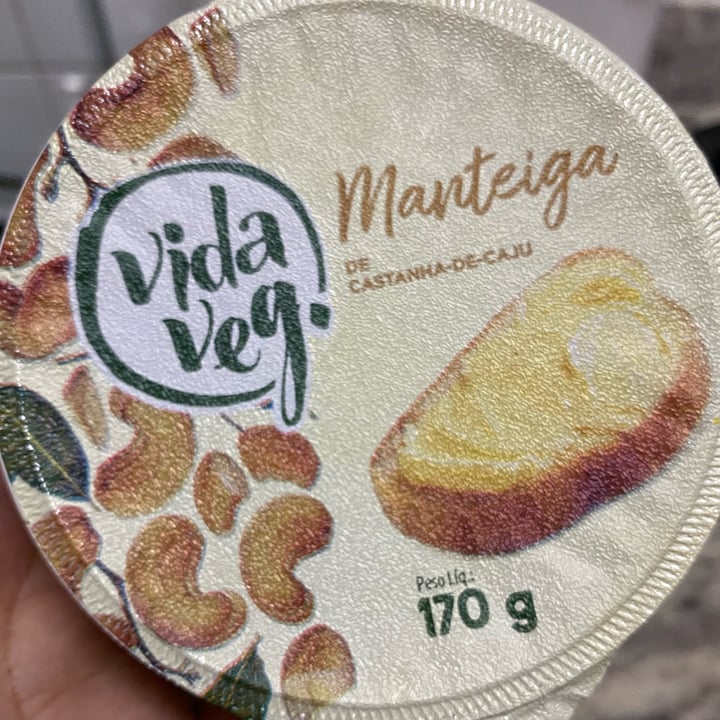 vida
veg.
Manteiga
DE
CASTANHA-DE-CAJU
Peso Líq.:
170 g